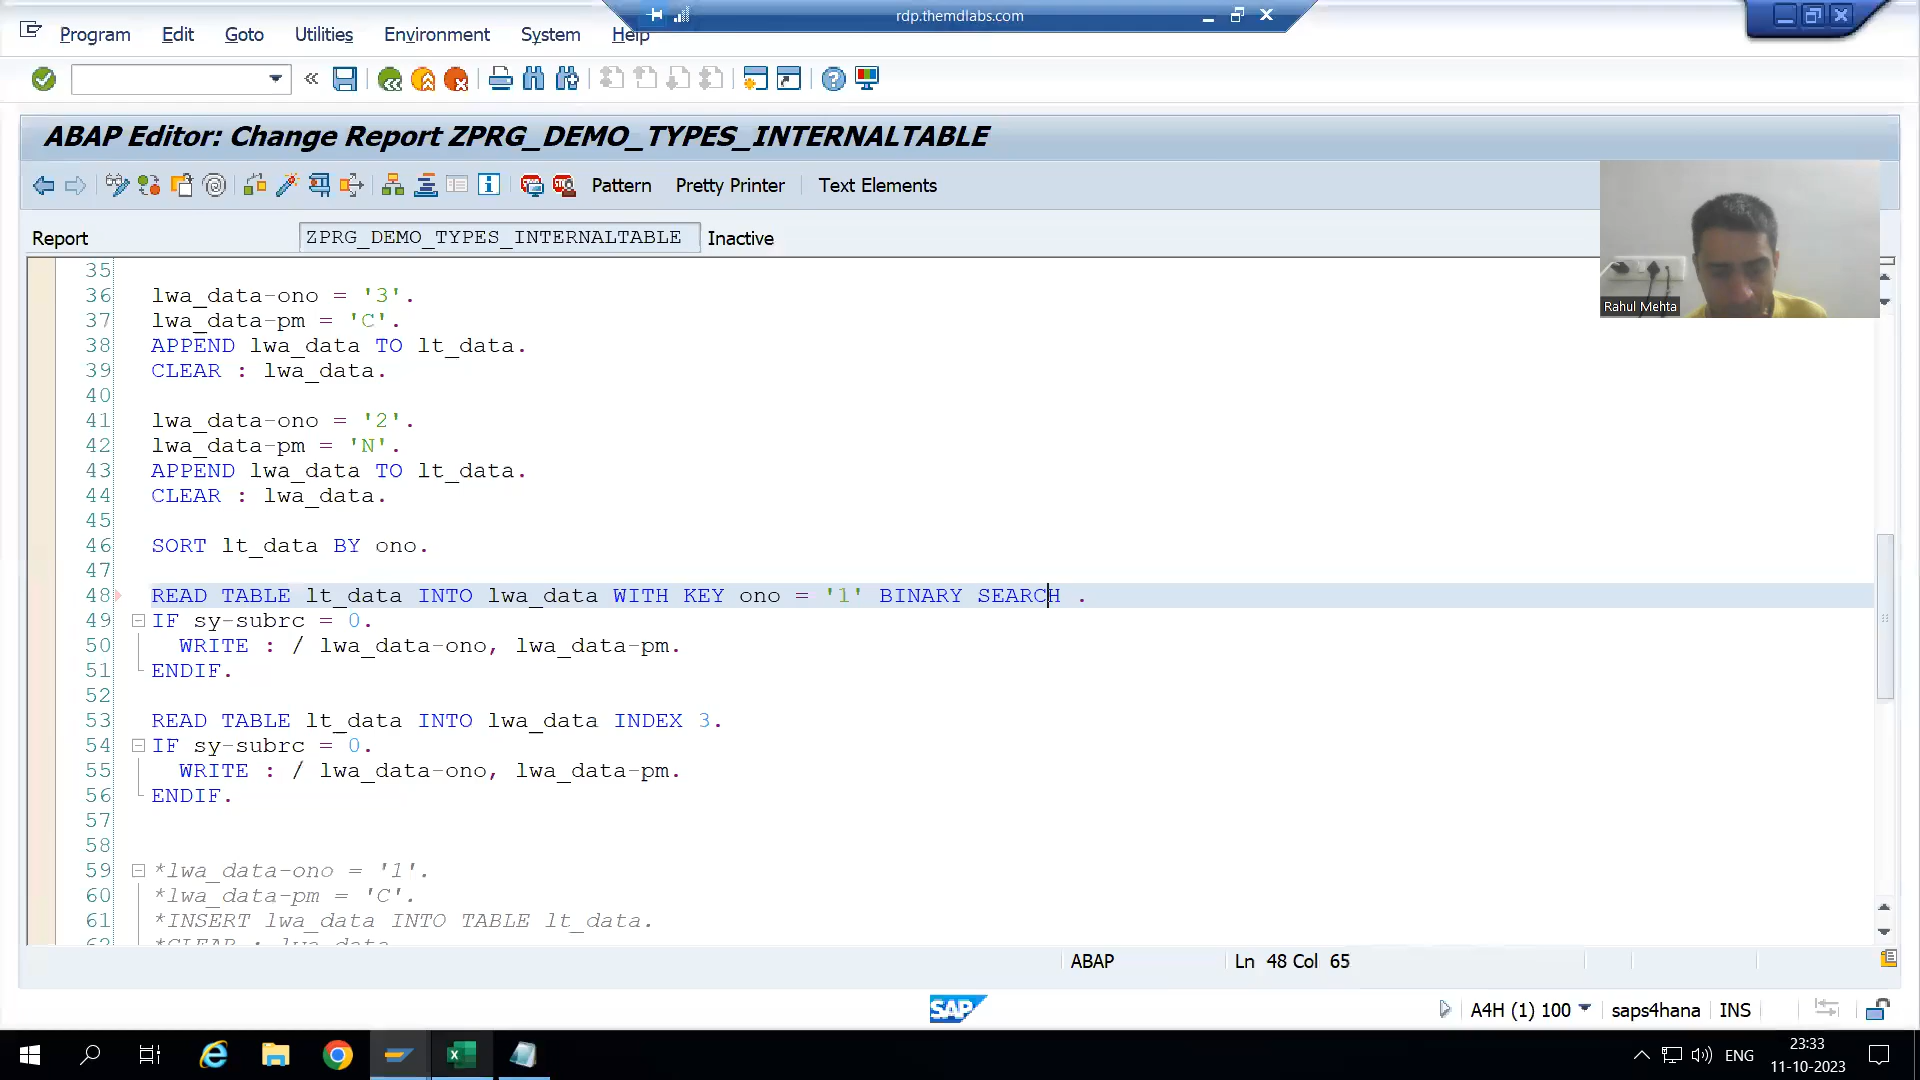 rdp.themdlabs.com
Program Edit Goto Utilities Environment System Help
ABAP Editor: Change Report ZPRG_DEMO_TYPES_INTERNALTABLE
Pattern Pretty Printer Text Elements
Report ZPRG_DEMO_TYPES_INTERNALTABLE Inactive
Rahul Mehta
35
36 lwa_data-ono = '3'.
37 lwa_data-pm = 'C'.
38 APPEND lwa_data TO lt_data.
39 CLEAR : lwa_data.
40
41 lwa_data-ono = '2'.
42 lwa_data-pm = 'N'.
43 APPEND lwa_data TO lt_data.
44 CLEAR : lwa_data.
45
46 SORT lt_data BY ono.
47
48 READ TABLE lt_data INTO lwa_data WITH KEY ono = '1' BINARY SEARCH .
49 IF sy-subrc = 0.
50 WRITE : / lwa_data-ono, lwa_data-pm.
51 ENDIF.
52
53 READ TABLE lt_data INTO lwa_data INDEX 3.
54 IF sy-subrc = 0.
55 WRITE : / lwa_data-ono, lwa_data-pm.
56 ENDIF.
57
58
59 *lwa_data-ono = '1'.
60 *lwa_data-pm = 'C'.
61 *INSERT lwa_data INTO TABLE lt_data.
62 *CLEAR : lwa_data
ABAP Ln 48 Col 65
SAP A4H (1) 100 saps4hana INS
ENG 23:33
11-10-2023